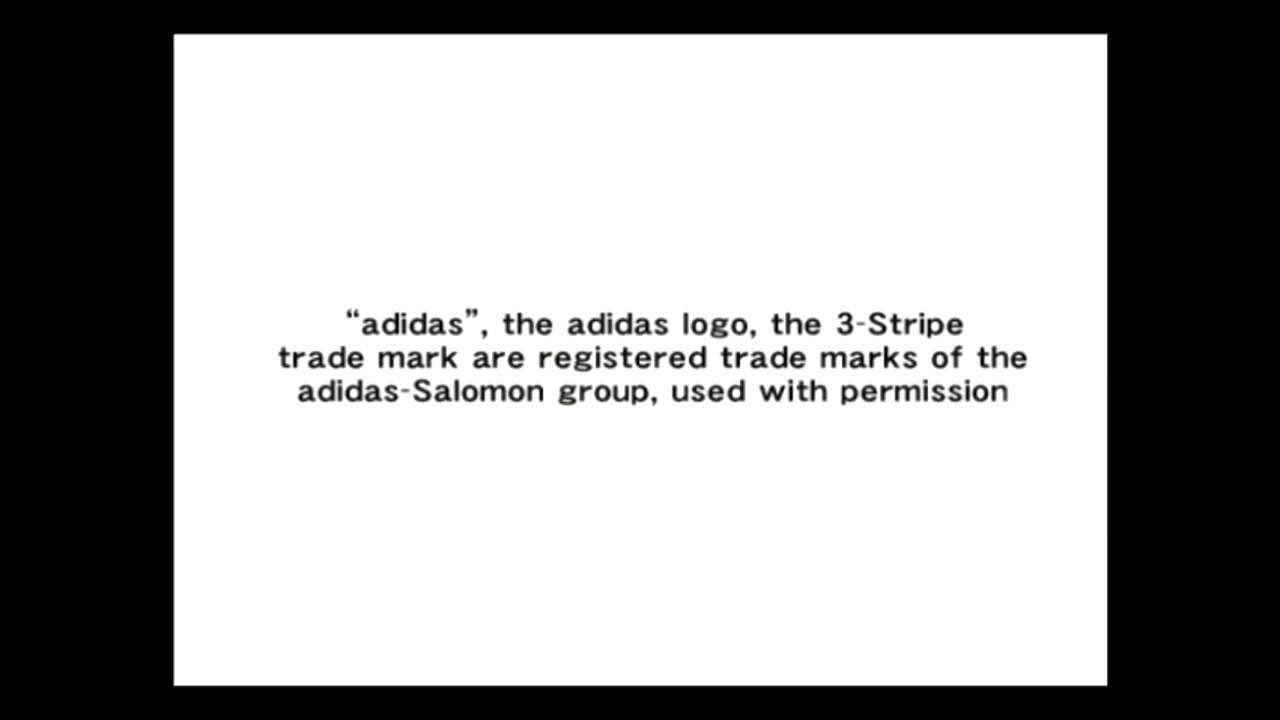 “adidas”, the adidas logo, the 3-Stripe
trade mark are registered trade marks of the
adidas-Salomon group, used with permission